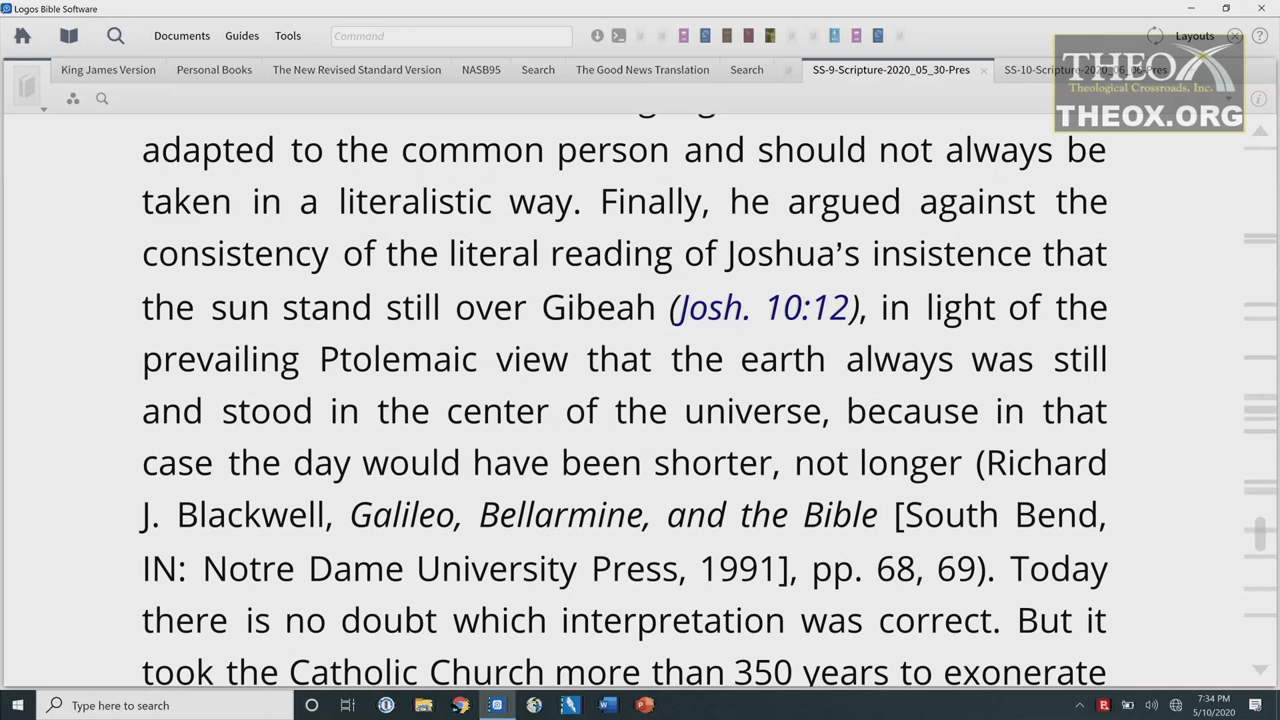 Logos Bible Software
Documents Guides Tools Command Layouts
King James Version Personal Books The New Revised NASB95 Search The Good News Translation Search SS-9-Scripture-2020_05_30-Pres SS-10-Scripture-2020_06_06-Pres
THEOX
Theological Crossroads, Inc.
THEOX.ORG
adapted to the common person and should not always be
taken in a literalistic way. Finally, he argued against the
consistency of the literal reading of Joshua’s insistence that
the sun stand still over Gibeah (Josh. 10:12), in light of the
prevailing Ptolemaic view that the earth always was still
and stood in the center of the universe, because in that
case the day would have been shorter, not longer (Richard
J. Blackwell, Galileo, Bellarmine, and the Bible [South Bend,
IN: Notre Dame University Press, 1991], pp. 68, 69). Today
there is no doubt which interpretation was correct. But it
took the Catholic Church more than 350 years to exonerate
Type here to search
7:34 PM
5/10/2020